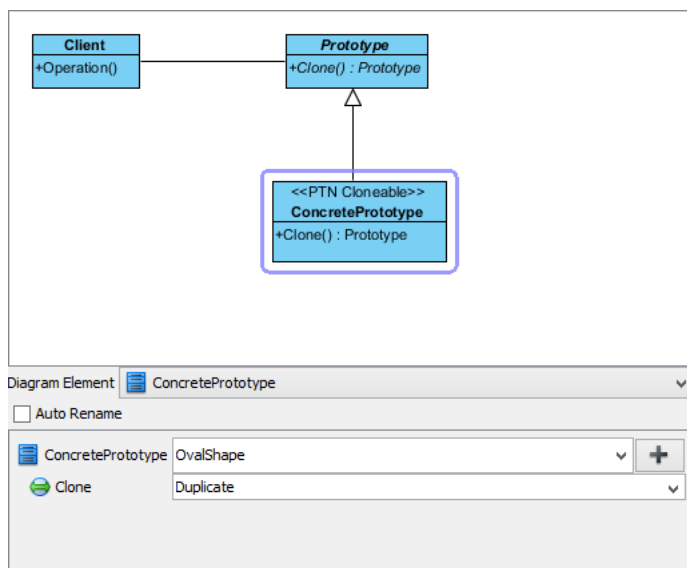 Client
+Operation()
Prototype
+Clone() : Prototype
<<PTN Cloneable>>
ConcretePrototype
+Clone() : Prototype
Diagram Element ConcretePrototype
Auto Rename
ConcretePrototype OvalShape
Clone Duplicate